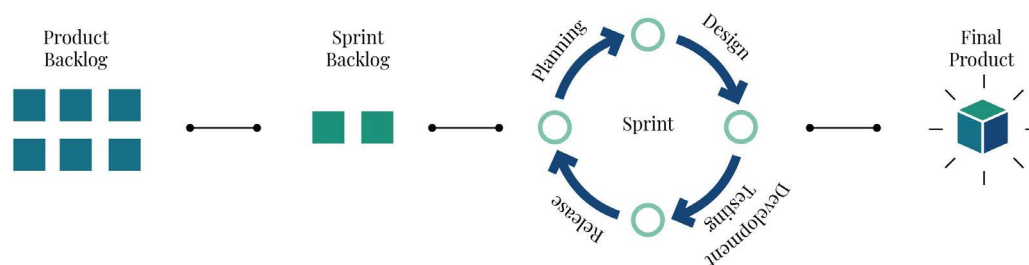 Product
Backlog
Sprint
Backlog
Planning
Design
Sprint
Development
Testing
Release
Final
Product